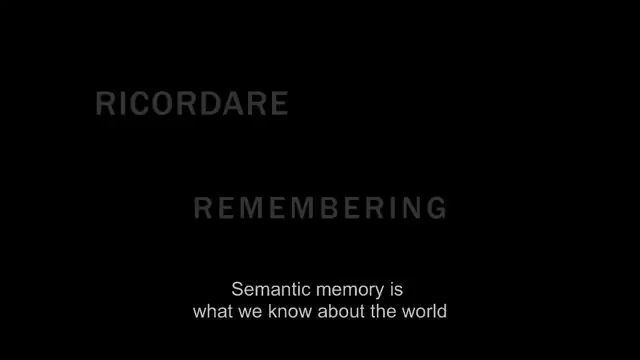 RICORDARE
REMEMBERING
Semantic memory is
what we know about the world